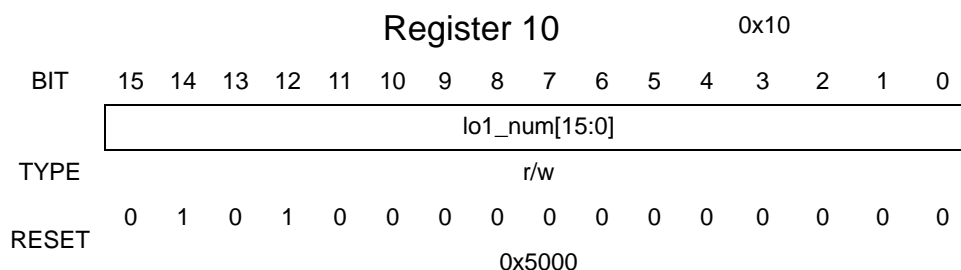 Register 10 0x10
BIT 15 14 13 12 11 10 9 8 7 6 5 4 3 2 1 0
lo1_num[15:0]
TYPE r/w
RESET 0 1 0 1 0 0 0 0 0 0 0 0 0 0 0 0
0x5000